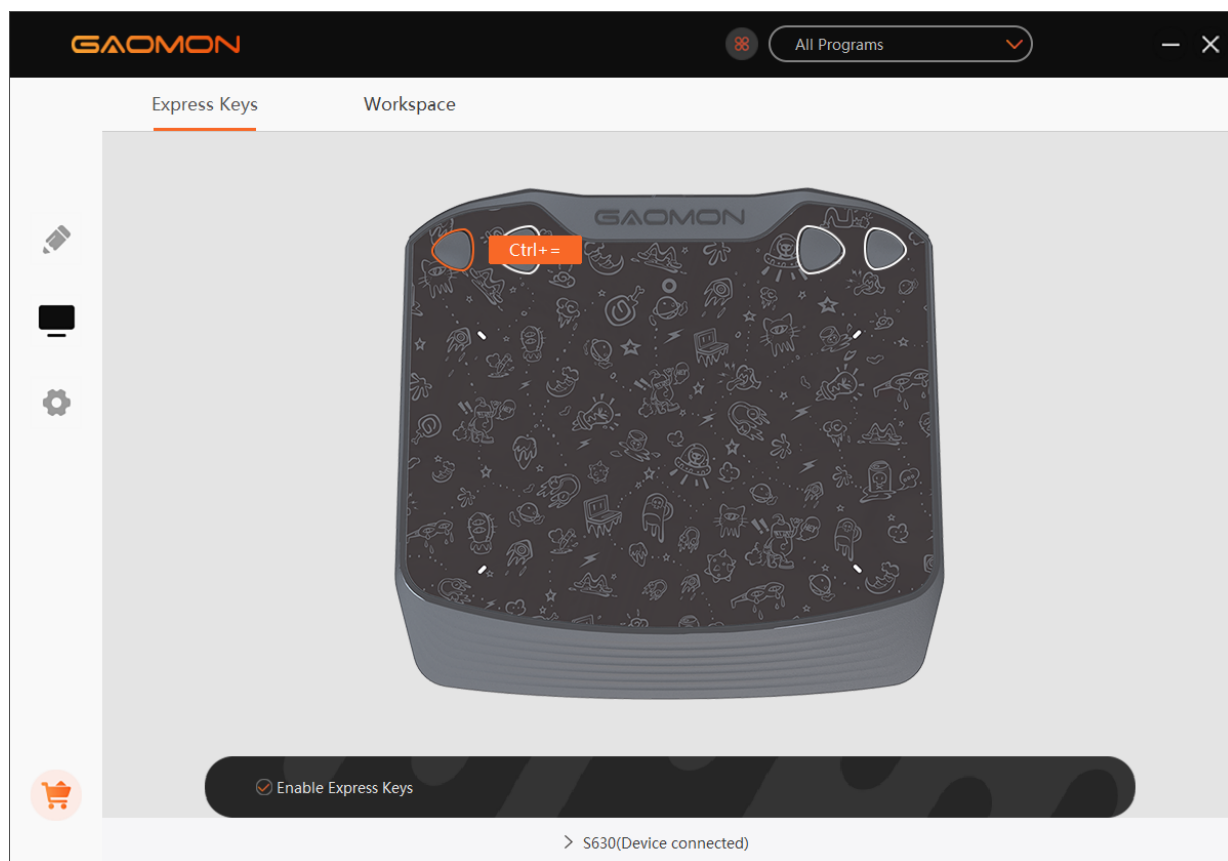 GAOMON
All Programs
Express Keys
Workspace
GAOMON
Ctrl+=
Enable Express Keys
S630(Device connected)